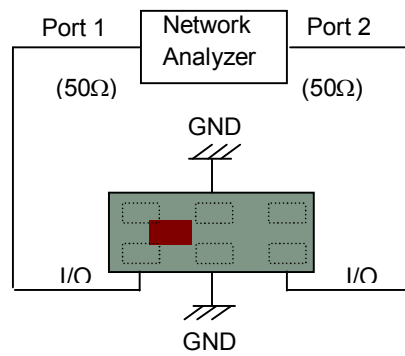 Port 1
Network
Analyzer
Port 2
(50Ω)
(50Ω)
GND
I/O
I/O
GND